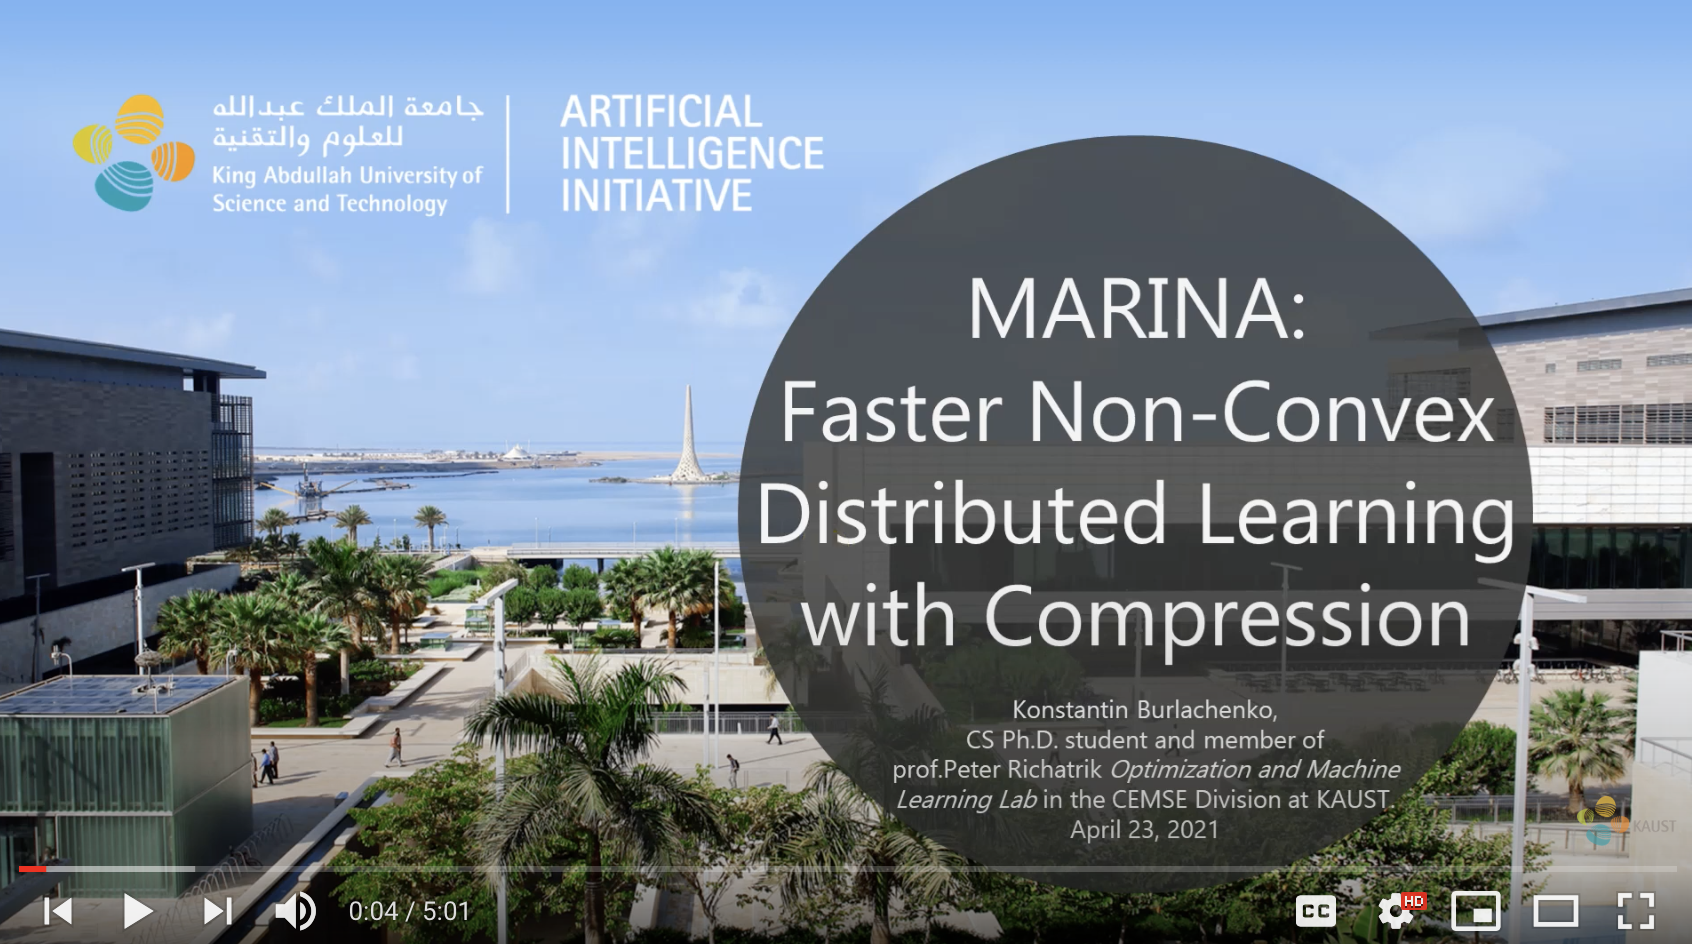 جامعة الملك عبدالله
للعلوم والتقنية
King Abdullah University of
Science and Technology
ARTIFICIAL
INTELLIGENCE
INITIATIVE
MARINA:
Faster Non-Convex
Distributed Learning
with Compression
Konstantin Burlachenko,
CS Ph.D. student and member of
prof.Peter Richatrik Optimization and Machine
Learning Lab in the CEMSE Division at KAUST.
April 23, 2021
KAUST
0:04 / 5:01
CC
HD